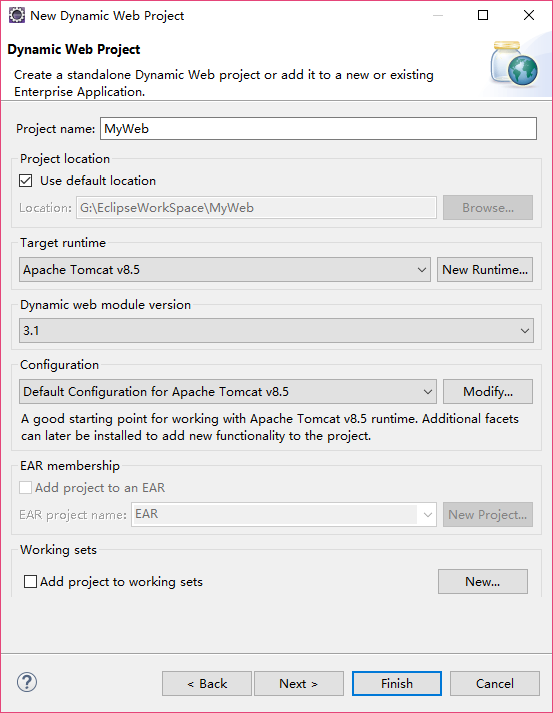 New Dynamic Web Project
Dynamic Web Project
Create a standalone Dynamic Web project or add it to a new or existing
Enterprise Application.
Project name: MyWeb
Project location
Use default location
Location: G:\EclipseWorkSpace\MyWeb Browse...
Target runtime
Apache Tomcat v8.5 New Runtime...
Dynamic web module version
3.1
Configuration
Default Configuration for Apache Tomcat v8.5 Modify...
A good starting point for working with Apache Tomcat v8.5 runtime. Additional facets
can later be installed to add new functionality to the project.
EAR membership
Add project to an EAR
EAR project name: EAR New Project...
Working sets
Add project to working sets New...
? < Back Next > Finish Cancel